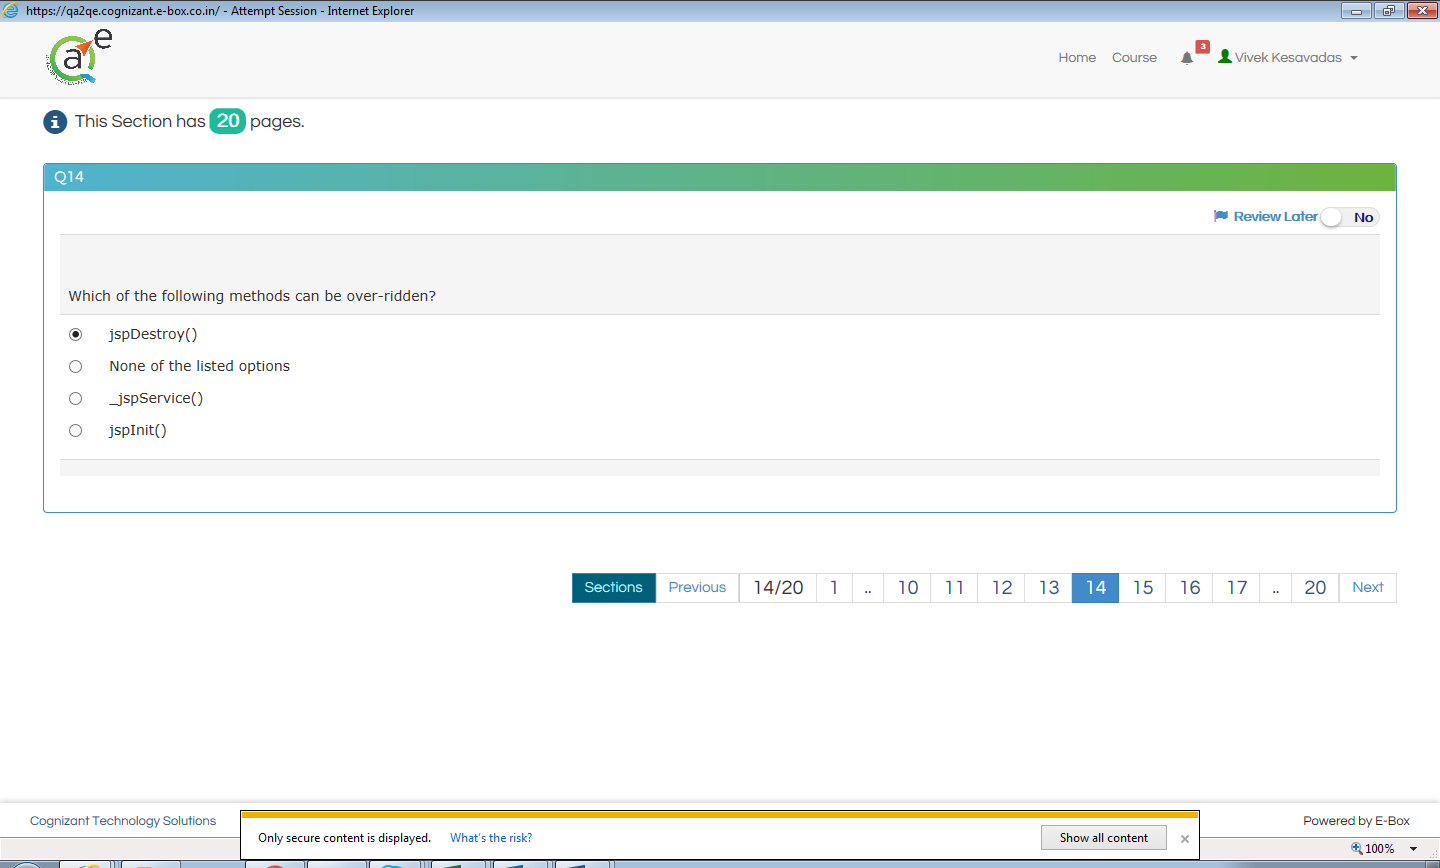 https://qa2qe.cognizant.e-box.co.in/ - Attempt Session - Internet Explorer
a e
Home Course 3 Vivek Kesavadas
i This Section has 20 pages.
Q14
Review Later No
Which of the following methods can be over-ridden?
jspDestroy()
None of the listed options
_jspService()
jspInit()
Sections Previous 14/20 1 .. 10 11 12 13 14 15 16 17 .. 20 Next
Cognizant Technology Solutions
Only secure content is displayed. What's the risk? Show all content ×
Powered by E-Box
100%